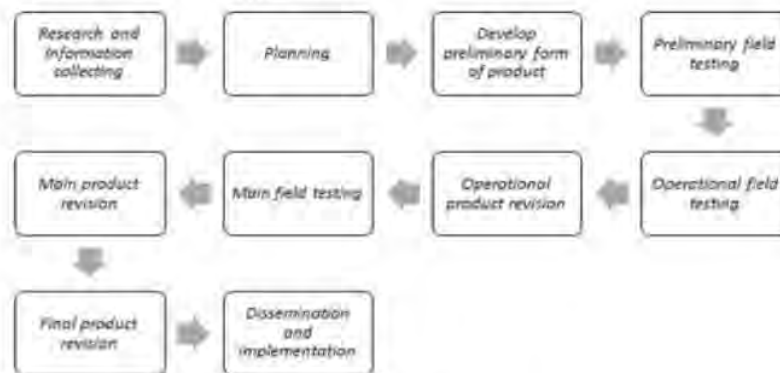 Research and
information
collecting
Planning
Develop
preliminary form
of product
Preliminary field
testing
Operational field
testing
Operational
product revision
Main field testing
Main product
revision
Final product
revision
Dissemination
and
implementation